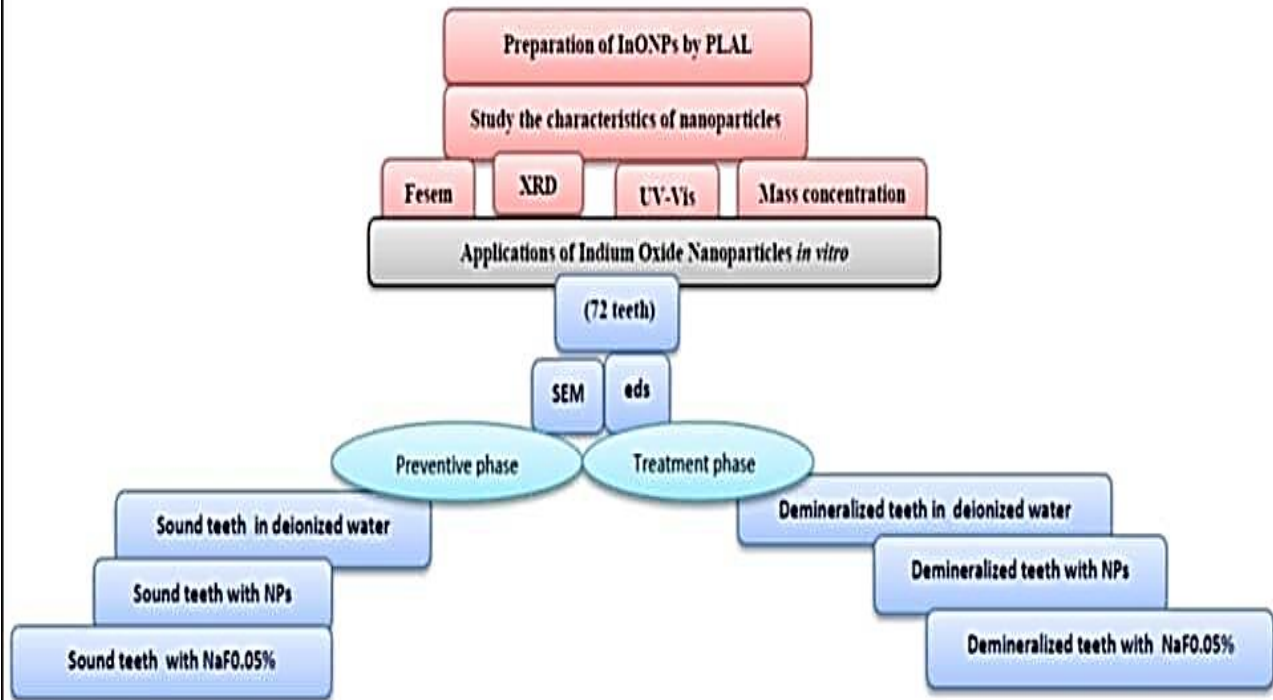 Preparation of InONPs by PLAL
Study the characteristics of nanoparticles
Fesem
XRD
UV-Vis
Mass concentration
Applications of Indium Oxide Nanoparticles in vitro
(72 teeth)
SEM
eds
Preventive phase
Treatment phase
Sound teeth in deionized water
Sound teeth with NPs
Sound teeth with NaF0.05%
Demineralized teeth in deionized water
Demineralized teeth with NPs
Demineralized teeth with NaF0.05%